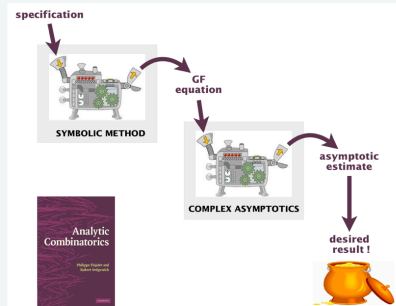 specification
GF
equation
SYMBOLIC METHOD
asymptotic
estimate
COMPLEX ASYMPTOTICS
Analytic
Combinatorics
Philippe Flajolet and
Robert Sedgewick
desired
result !